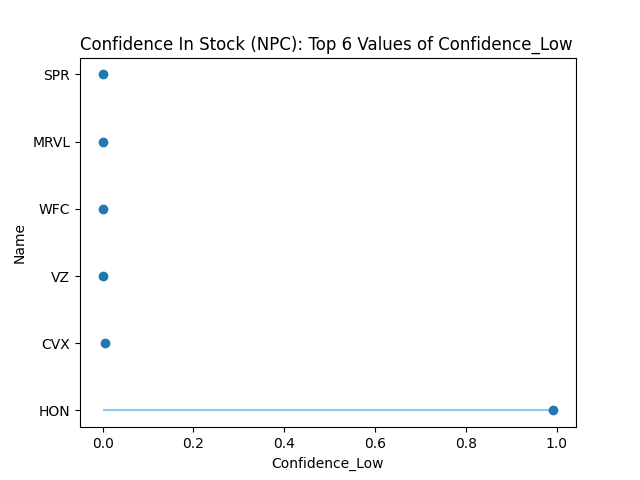 Confidence In Stock (NPC): Top 6 Values of Confidence_Low
SPR
MRVL
WFC
VZ
CVX
HON
Name
0.0 0.2 0.4 0.6 0.8 1.0
Confidence_Low